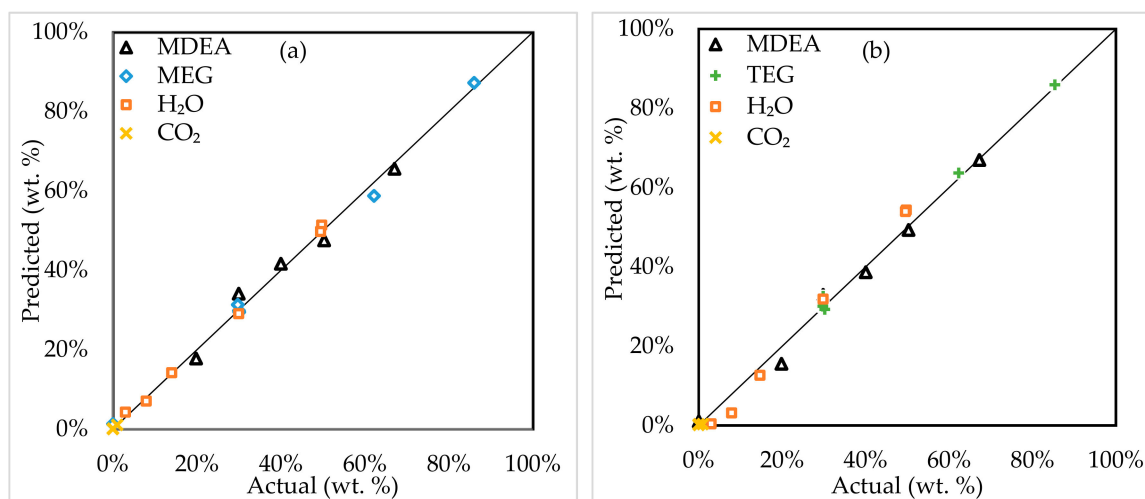 100%
80%
60%
40%
20%
0%
Predicted (wt. %)
MDEA
MEG
H₂O
CO₂
(a)
0% 20% 40% 60% 80% 100%
Actual (wt. %)
100%
80%
60%
40%
20%
0%
Predicted (wt. %)
MDEA
TEG
H₂O
CO₂
(b)
0% 20% 40% 60% 80% 100%
Actual (wt. %)